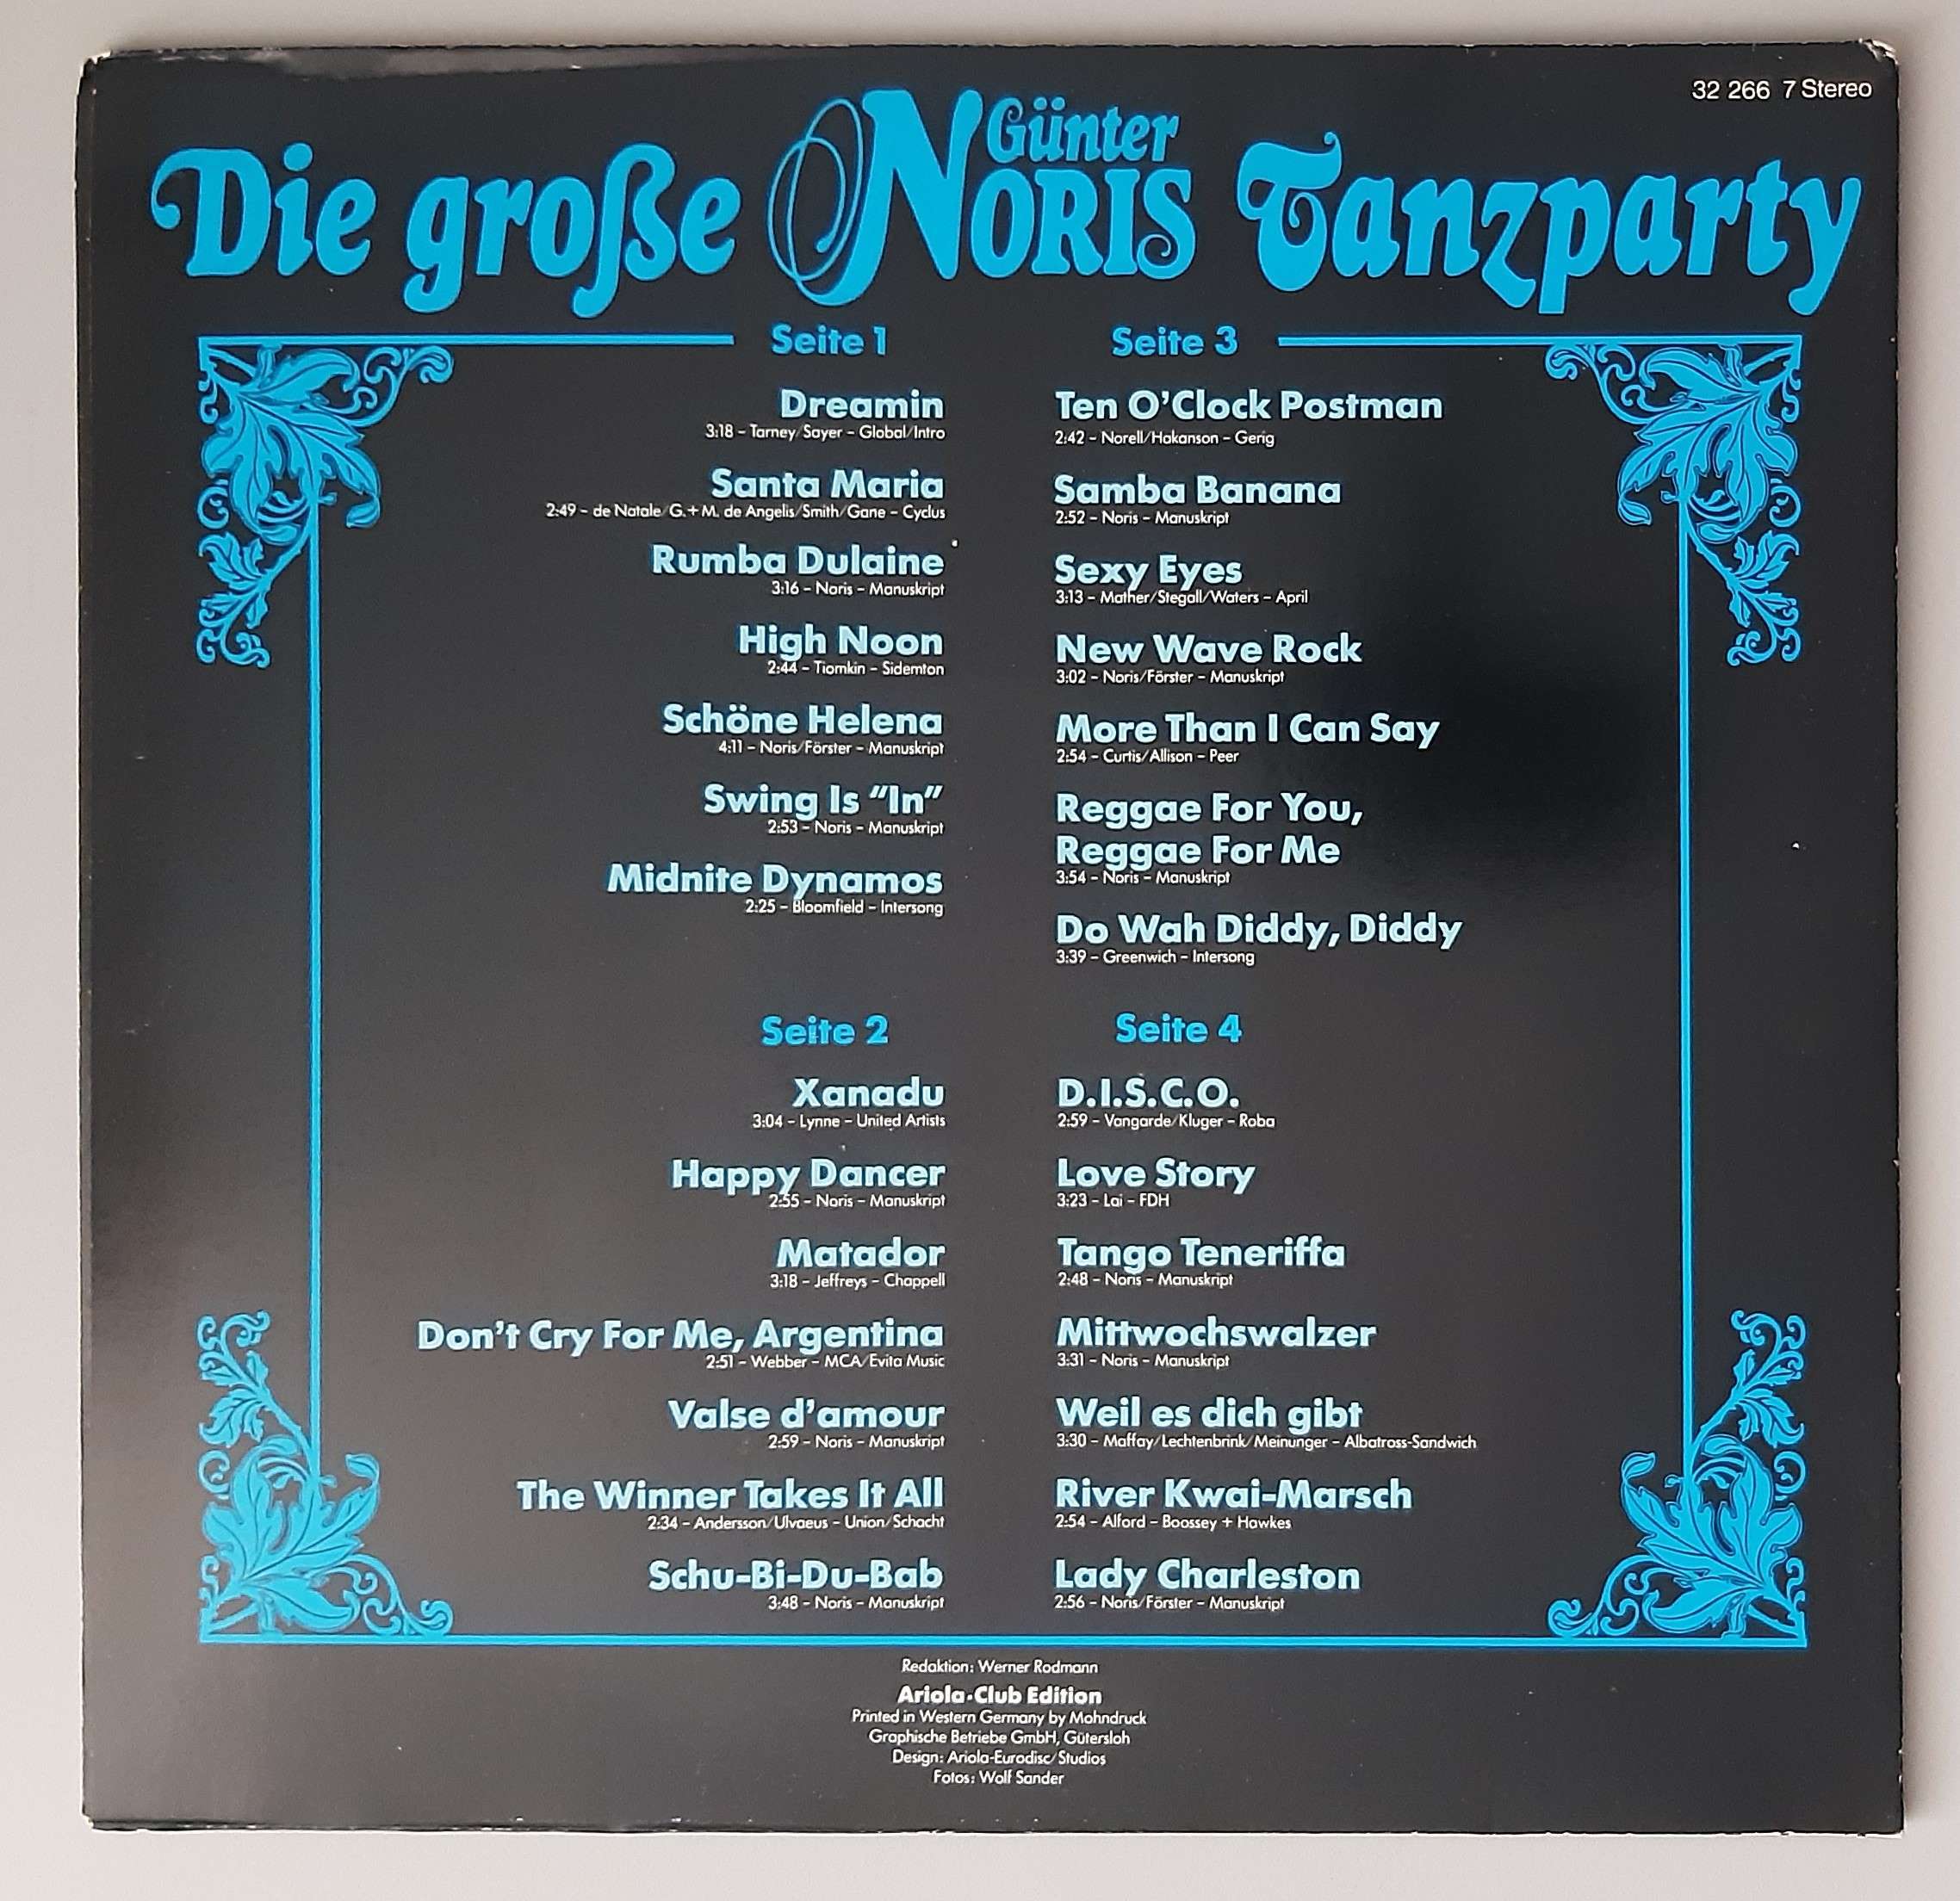 32 266 7 Stereo
Die große Günter NORIS Tanzparty
Seite 1
Dreamin
3:18 – Tarney/Sayer – Global/Intro
Santa Maria
2:49 – de Natale/G.+M. de Angelis/Smith/Gane – Cyclus
Rumba Dulaine
3:16 – Noris – Manuskript
High Noon
2:44 – Tiomkin – Sidemton
Schöne Helena
4:11 – Noris/Förster – Manuskript
Swing Is “In”
2:53 – Noris – Manuskript
Midnite Dynamos
2:25 – Bloomfield – Intersong
Seite 2
Xanadu
3:04 – Lynne – United Artists
Happy Dancer
2:55 – Noris – Manuskript
Matador
3:18 – Jeffreys – Chappell
Don’t Cry For Me, Argentina
2:51 – Webber – MCA/Evita Music
Valse d’amour
2:59 – Noris – Manuskript
The Winner Takes It All
2:34 – Andersson/Ulvaeus – Union/Schacht
Schu-Bi-Du-Bab
3:48 – Noris – Manuskript
Seite 3
Ten O’Clock Postman
2:42 – Norell/Hakanson – Gerig
Samba Banana
2:52 – Noris – Manuskript
Sexy Eyes
3:13 – Mather/Stegall/Waters – April
New Wave Rock
3:02 – Noris/Förster – Manuskript
More Than I Can Say
2:54 – Curtis/Allison – Peer
Reggae For You,
Reggae For Me
3:54 – Noris – Manuskript
Do Wah Diddy, Diddy
3:39 – Greenwich – Intersong
Seite 4
D.I.S.C.O.
2:59 – Vangarde/Kluger – Roba
Love Story
3:23 – Lai – FDH
Tango Teneriffa
2:48 – Noris – Manuskript
Mittwochswalzer
3:31 – Noris – Manuskript
Weil es dich gibt
3:30 – Maffay/Lechtenbrink/Meinunger – Albatross-Sandwich
River Kwai-Marsch
2:54 – Alford – Boossey + Hawkes
Lady Charleston
2:56 – Noris/Förster – Manuskript
Redaktion: Werner Rodmann
Ariola-Club Edition
Printed in Western Germany by Mohndruck
Graphische Betriebe GmbH, Gütersloh
Design: Ariola-Eurodisc/Studios
Fotos: Wolf Sander